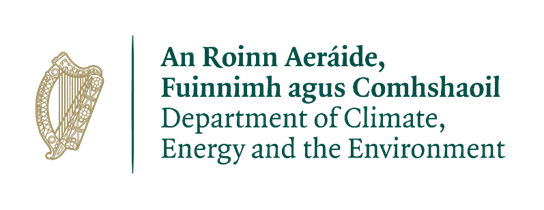 An Roinn Aeráide,
Fuinnimh agus Comhshaoil
Department of Climate,
Energy and the Environment